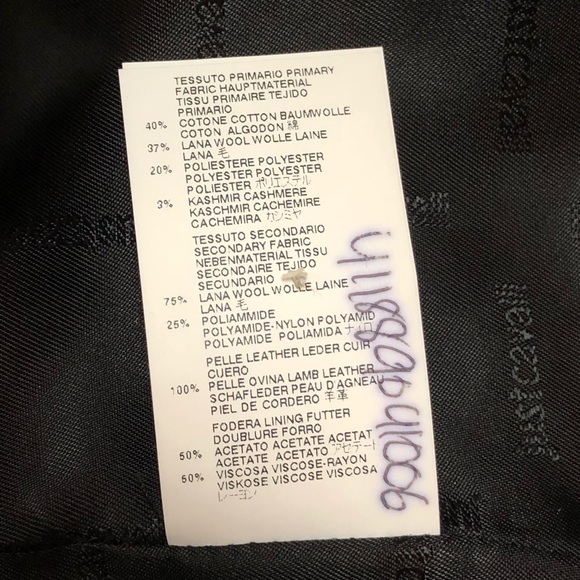 TESSUTO PRIMARIO PRIMARY
FABRIC HAUPTMATERIAL
TISSU PRIMAIRE TEJIDO
PRIMARIO
40% COTONE COTTON BAUMWOLLE
COTON ALGODON 綿
37% LANA WOOL WOLLE LAINE
LANA 毛
20% POLIESTERE POLYESTER
POLYESTER POLYESTER
POLIESTER ポリエステル
3% KASHMIR CASHMERE
KASCHMIR CACHEMIRE
CACHEMIRA カシミヤ
TESSUTO SECONDARIO
SECONDARY FABRIC
NEBENMATERIAL TISSU
SECONDAIRE TEJIDO
SECUNDARIO
75% LANA WOOL WOLLE LAINE
LANA 毛
25% POLIAMMIDE
POLYAMIDE-NYLON POLYAMID
POLYAMIDE POLIAMIDA ナイロ
PELLE LEATHER LEDER CUIR
CUERO
100% PELLE OVINA LAMB LEATHER
SCHAFLEDER PEAU D'AGNEAU
PIEL DE CORDERO 羊革
FODERA LINING FUTTER
DOUBLURE FORRO
50% ACETATO ACETATE ACETAT
ACETATE ACETATO アセテート
50% VISCOSA VISCOSE-RAYON
VISKOSE VISCOSE VISCOSA
レーヨン
justcavalli